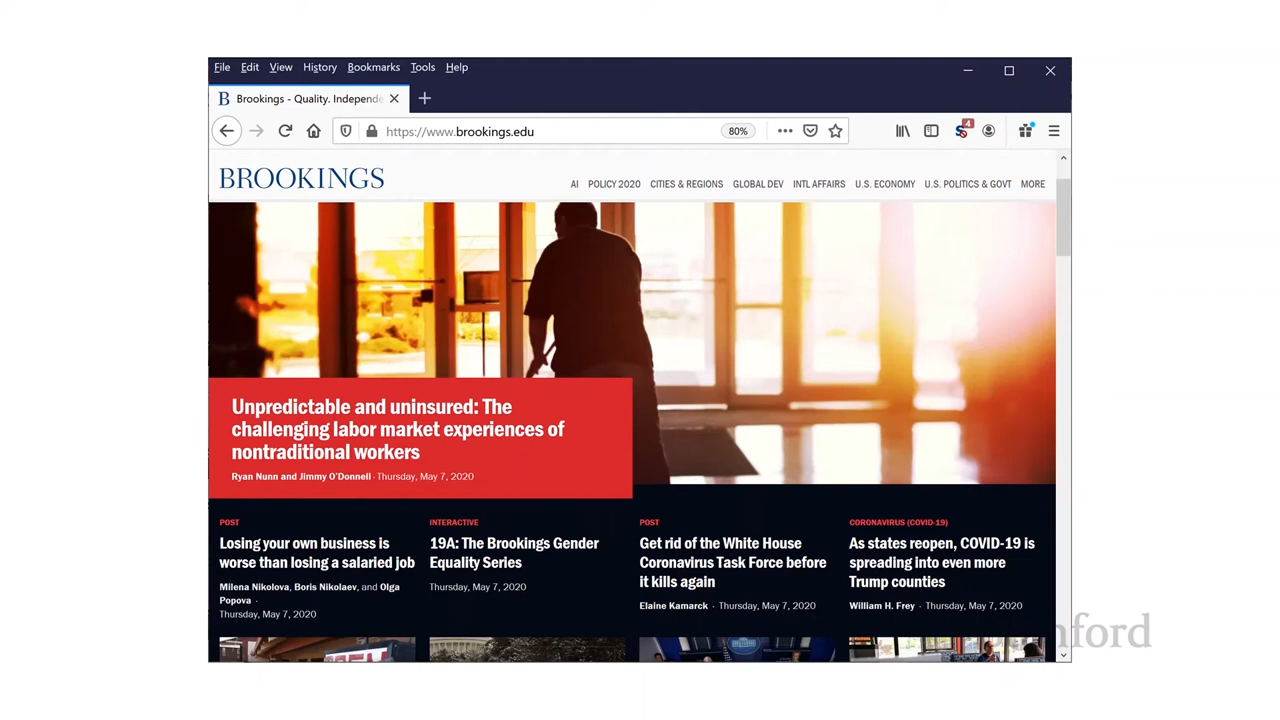 File Edit View History Bookmarks Tools Help
B Brookings - Quality. Independe
https://www.brookings.edu 80% 4
BROOKINGS
AI POLICY 2020 CITIES & REGIONS GLOBAL DEV INTL AFFAIRS U.S. ECONOMY U.S. POLITICS & GOVT MORE
Unpredictable and uninsured: The
challenging labor market experiences of
nontraditional workers
Ryan Nunn and Jimmy O'Donnell · Thursday, May 7, 2020
POST
Losing your own business is
worse than losing a salaried job
Milena Nikolova, Boris Nikolaev, and Olga
Popova ·
Thursday, May 7, 2020
INTERACTIVE
19A: The Brookings Gender
Equality Series
Thursday, May 7, 2020
POST
Get rid of the White House
Coronavirus Task Force before
it kills again
Elaine Kamarck · Thursday, May 7, 2020
CORONAVIRUS (COVID-19)
As states reopen, COVID-19 is
spreading into even more
Trump counties
William H. Frey · Thursday, May 7, 2020